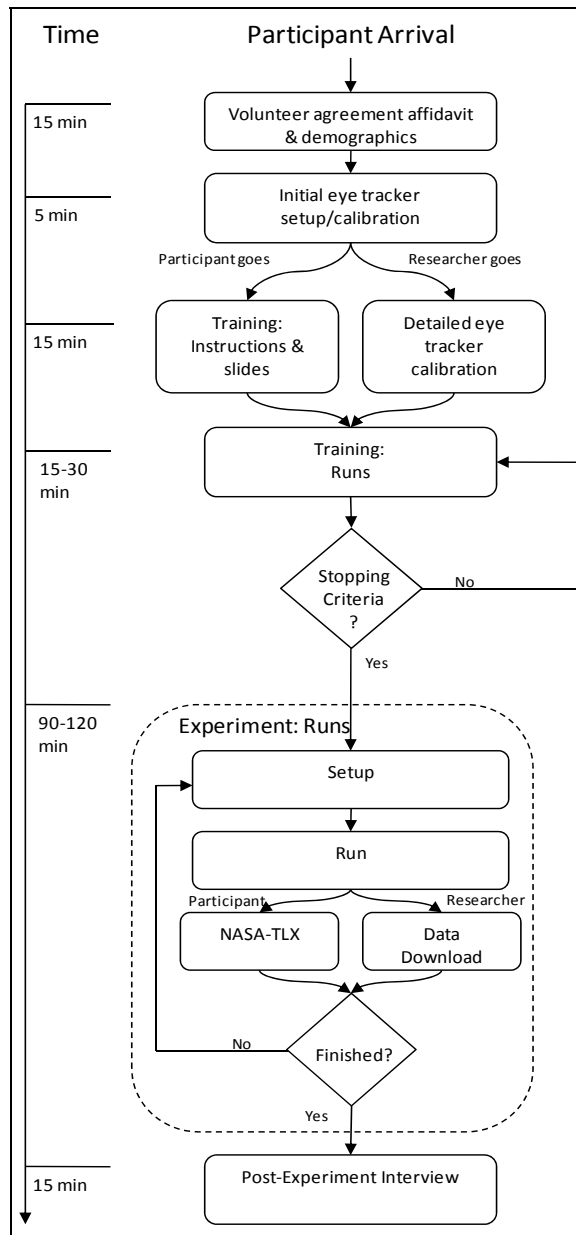 Time
Participant Arrival
15 min
Volunteer agreement affidavit
& demographics
5 min
Initial eye tracker
setup/calibration
Participant goes
Researcher goes
15 min
Training:
Instructions &
slides
Detailed eye
tracker
calibration
15-30
min
Training:
Runs
Stopping
Criteria
?
No
Yes
90-120
min
Experiment: Runs
Setup
Run
Participant
Researcher
NASA-TLX
Data
Download
Finished?
No
Yes
15 min
Post-Experiment Interview